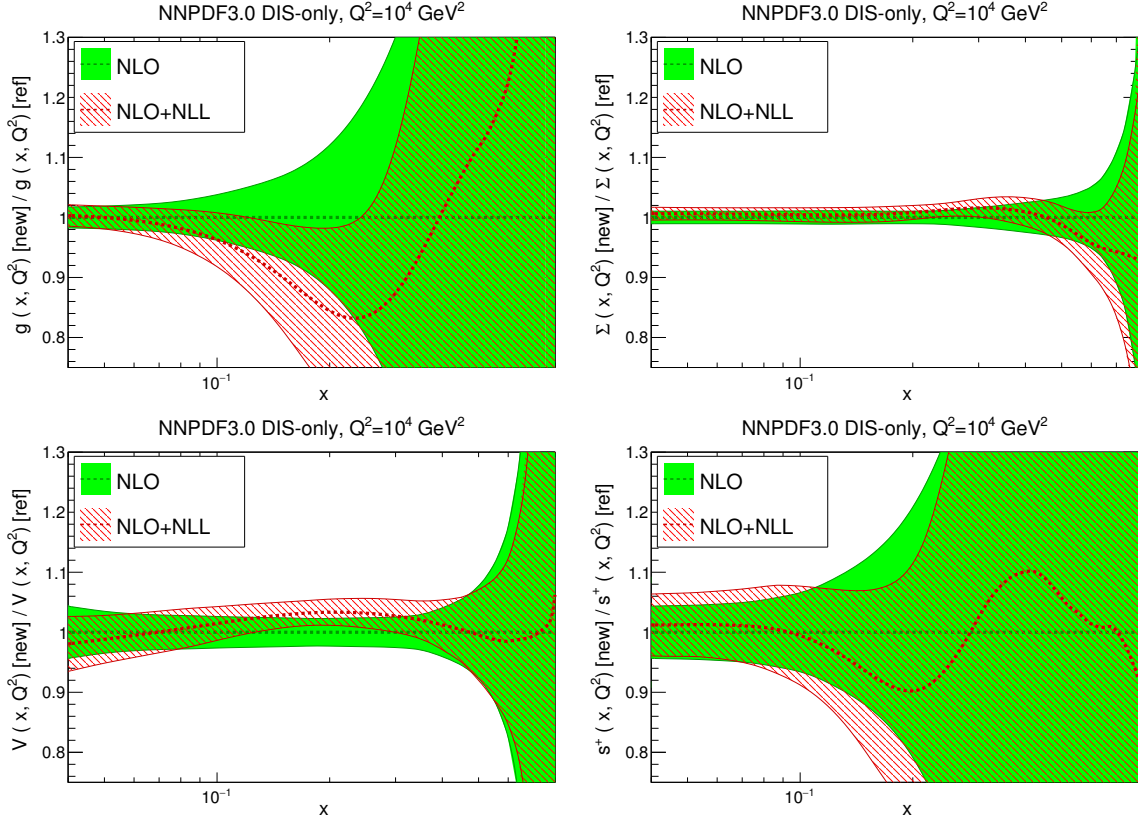 NNPDF3.0 DIS-only, Q²=10⁴ GeV²
g ( x, Q²) [new] / g ( x, Q²) [ref]
1.3
1.2
1.1
1
0.9
0.8
NLO
NLO+NLL
10⁻¹
x
NNPDF3.0 DIS-only, Q²=10⁴ GeV²
Σ ( x, Q²) [new] / Σ ( x, Q²) [ref]
1.3
1.2
1.1
1
0.9
0.8
NLO
NLO+NLL
10⁻¹
x
NNPDF3.0 DIS-only, Q²=10⁴ GeV²
V ( x, Q²) [new] / V ( x, Q²) [ref]
1.3
1.2
1.1
1
0.9
0.8
NLO
NLO+NLL
10⁻¹
x
NNPDF3.0 DIS-only, Q²=10⁴ GeV²
s⁺ ( x, Q²) [new] / s⁺ ( x, Q²) [ref]
1.3
1.2
1.1
1
0.9
0.8
NLO
NLO+NLL
10⁻¹
x